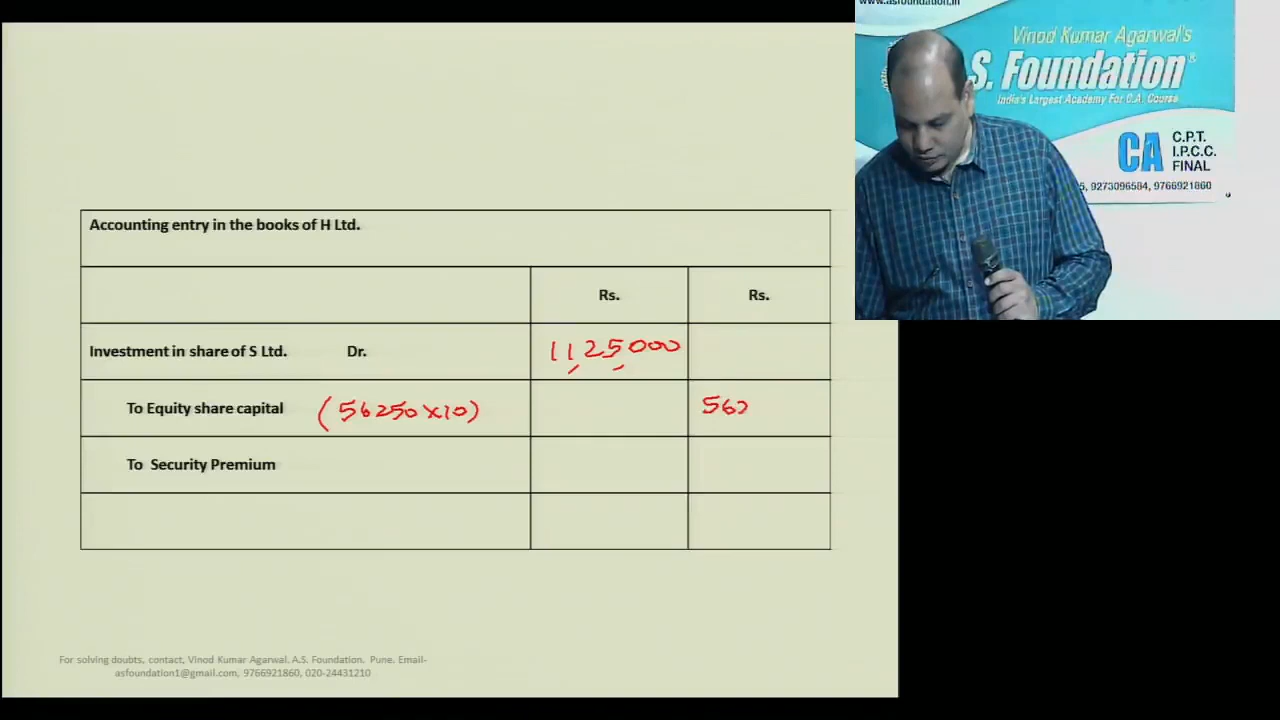 www.asfoundation.in
Vinod Kumar Agarwal's
.S. Foundation
India's Largest Academy For C.A. Course
CA
C.P.T.
I.P.C.C.
FINAL
5, 9273096584, 9766921860
Accounting entry in the books of H Ltd.
Rs. Rs.
Investment in share of S Ltd. Dr. 11,25,000
To Equity share capital (56250×10)
To Security Premium
For solving doubts, contact, Vinod Kumar Agarwal. A.S. Foundation. Pune. Email-
asfoundation1@gmail.com, 9766921860, 020-24431210